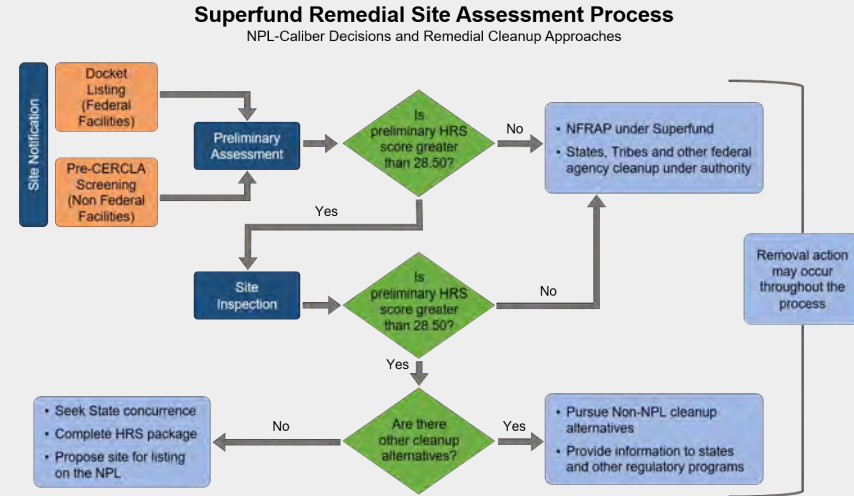 Superfund Remedial Site Assessment Process
NPL-Caliber Decisions and Remedial Cleanup Approaches
Site Notification
Docket
Listing
(Federal
Facilities)
Pre-CERCLA
Screening
(Non Federal
Facilities)
Preliminary
Assessment
Is
preliminary HRS
score greater
than 28.50?
No
• NFRAP under Superfund
• States, Tribes and other federal
agency cleanup under authority
Yes
Site
Inspection
Is
preliminary HRS
score greater
than 28.50?
No
Removal action
may occur
throughout the
process
Yes
Are there
other cleanup
alternatives?
No
• Seek State concurrence
• Complete HRS package
• Propose site for listing
on the NPL
Yes
• Pursue Non-NPL cleanup
alternatives
• Provide information to states
and other regulatory programs